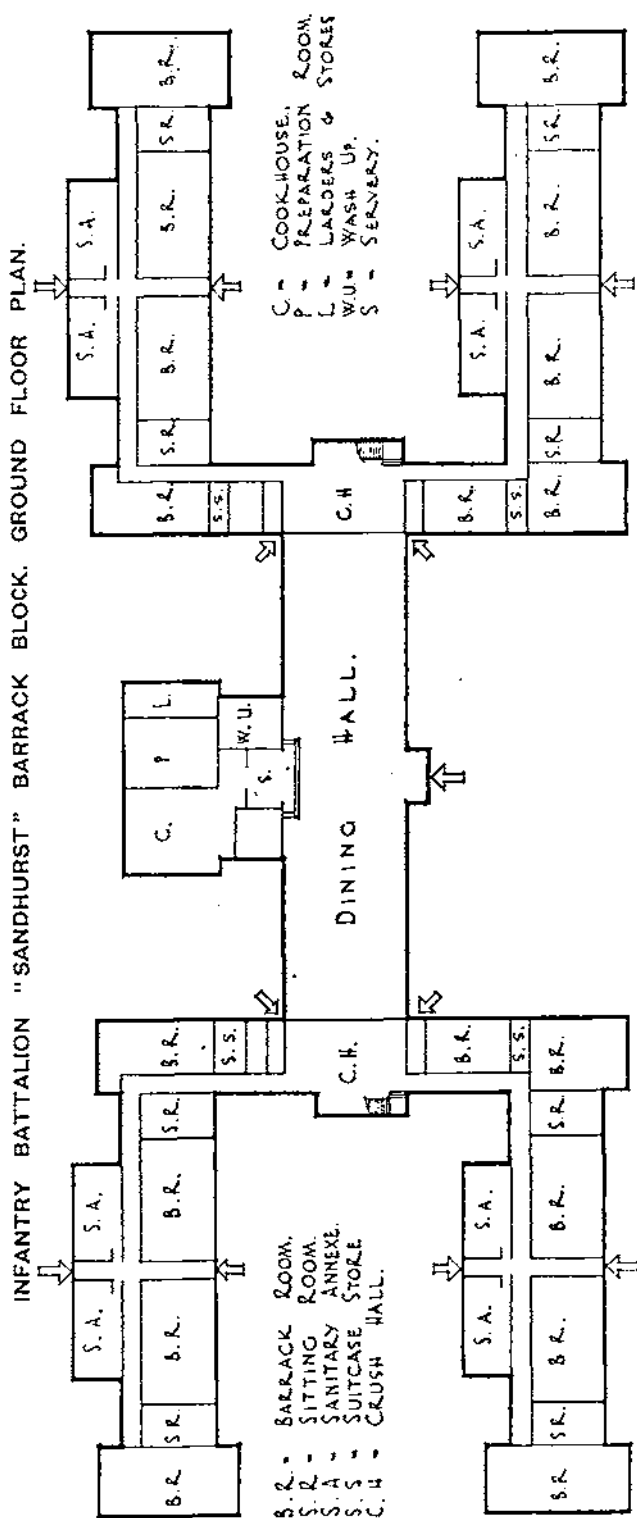 INFANTRY BATTALION "SANDHURST" BARRACK BLOCK. GROUND FLOOR PLAN.
S.A. S.A. S.A. S.A.
B.R S.R B.R. B.R. S.R B.R. C. P L. B.R. S.R. B.R. B.R. S.R. B.R.
S.S. W.U. S.S.
S.
B.R. = BARRACK ROOM.
S.R = SITTING ROOM.
S.A = SANITARY ANNEXE.
S.S = SUITCASE STORE
C.H = CRUSH HALL.
C.H. DINING HALL. C.H
C. = COOKHOUSE.
P = PREPARATION ROOM.
L = LARDERS & STORES
W.U = WASH UP.
S = SERVERY.
B.R. B.R.
S.A. S.A. S.A. S.A.
S.S S.S
B.R S.R B.R. B.R. S.R B.R. B.R. S.R B.R. B.R. S.R. B.R.